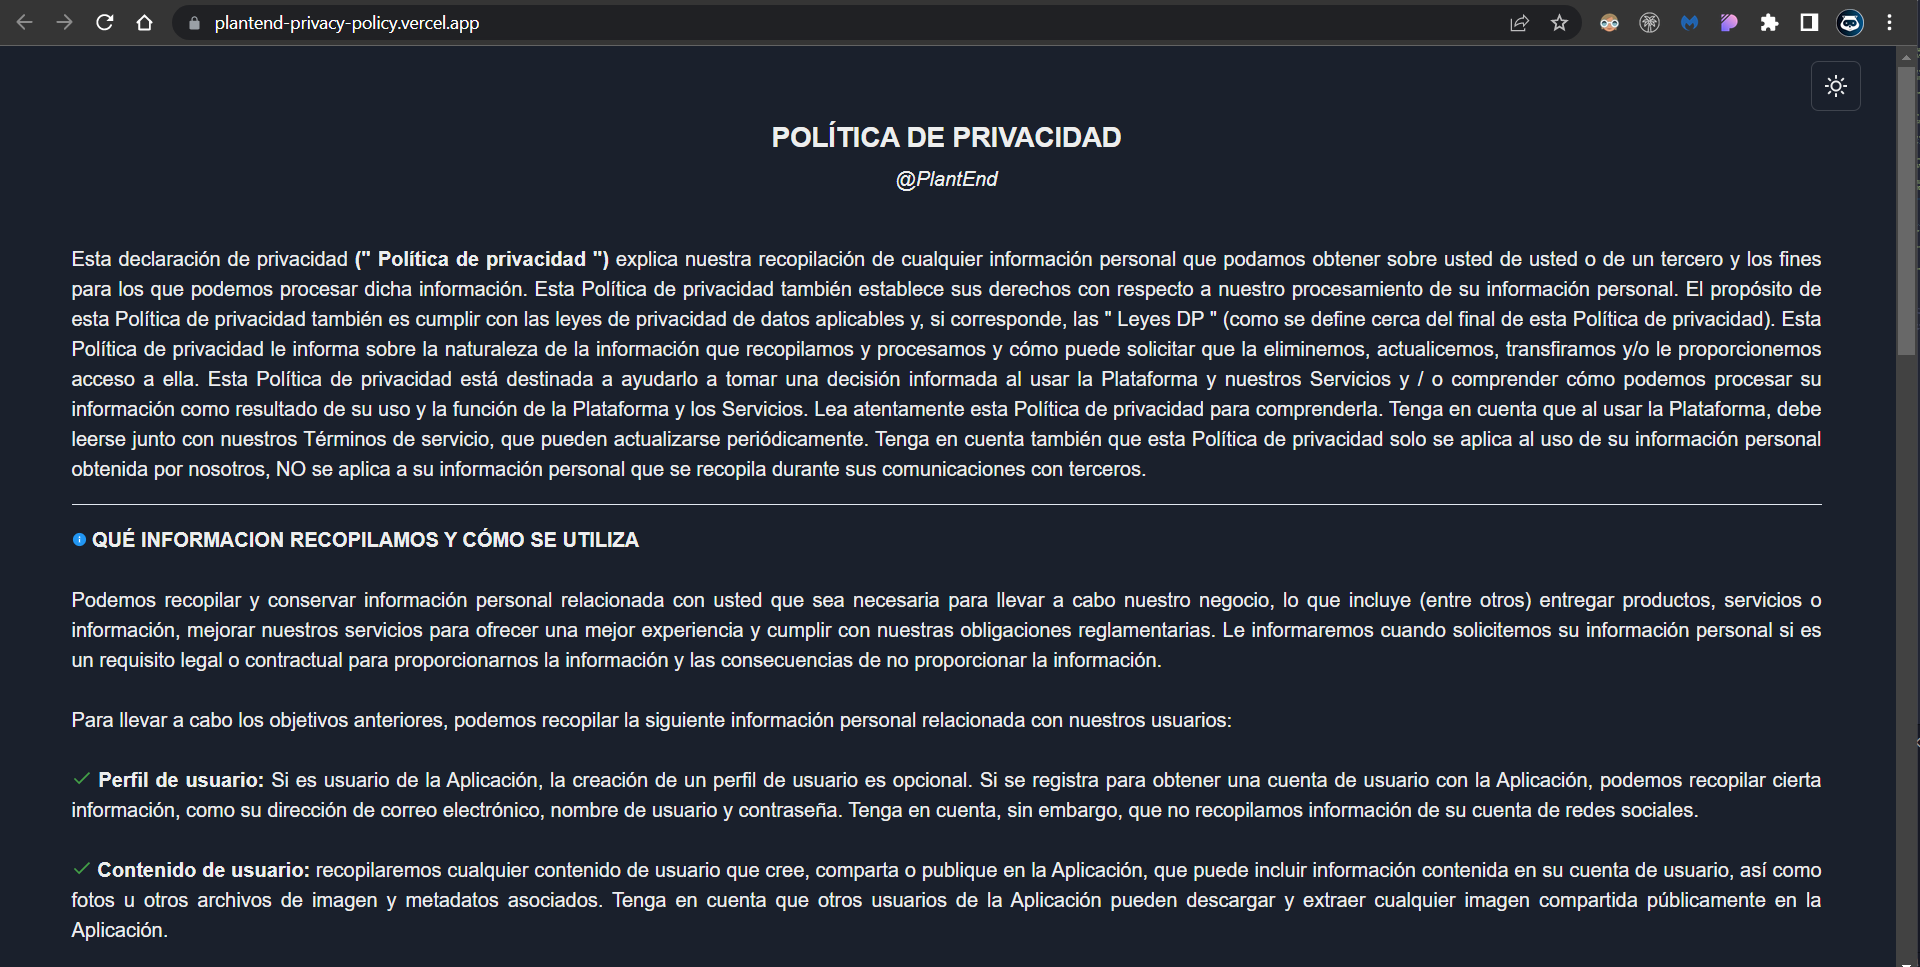 plantend-privacy-policy.vercel.app
POLÍTICA DE PRIVACIDAD
@PlantEnd
Esta declaración de privacidad (" Política de privacidad ") explica nuestra recopilación de cualquier información personal que podamos obtener sobre usted de usted o de un tercero y los fines
para los que podemos procesar dicha información. Esta Política de privacidad también establece sus derechos con respecto a nuestro procesamiento de su información personal. El propósito de
esta Política de privacidad también es cumplir con las leyes de privacidad de datos aplicables y, si corresponde, las " Leyes DP " (como se define cerca del final de esta Política de privacidad). Esta
Política de privacidad le informa sobre la naturaleza de la información que recopilamos y procesamos y cómo puede solicitar que la eliminemos, actualicemos, transfiramos y/o le proporcionemos
acceso a ella. Esta Política de privacidad está destinada a ayudarlo a tomar una decisión informada al usar la Plataforma y nuestros Servicios y / o comprender cómo podemos procesar su
información como resultado de su uso y la función de la Plataforma y los Servicios. Lea atentamente esta Política de privacidad para comprenderla. Tenga en cuenta que al usar la Plataforma, debe
leerse junto con nuestros Términos de servicio, que pueden actualizarse periódicamente. Tenga en cuenta también que esta Política de privacidad solo se aplica al uso de su información personal
obtenida por nosotros, NO se aplica a su información personal que se recopila durante sus comunicaciones con terceros.
QUÉ INFORMACION RECOPILAMOS Y CÓMO SE UTILIZA
Podemos recopilar y conservar información personal relacionada con usted que sea necesaria para llevar a cabo nuestro negocio, lo que incluye (entre otros) entregar productos, servicios o
información, mejorar nuestros servicios para ofrecer una mejor experiencia y cumplir con nuestras obligaciones reglamentarias. Le informaremos cuando solicitemos su información personal si es
un requisito legal o contractual para proporcionarnos la información y las consecuencias de no proporcionar la información.
Para llevar a cabo los objetivos anteriores, podemos recopilar la siguiente información personal relacionada con nuestros usuarios:
Perfil de usuario: Si es usuario de la Aplicación, la creación de un perfil de usuario es opcional. Si se registra para obtener una cuenta de usuario con la Aplicación, podemos recopilar cierta
información, como su dirección de correo electrónico, nombre de usuario y contraseña. Tenga en cuenta, sin embargo, que no recopilamos información de su cuenta de redes sociales.
Contenido de usuario: recopilaremos cualquier contenido de usuario que cree, comparta o publique en la Aplicación, que puede incluir información contenida en su cuenta de usuario, así como
fotos u otros archivos de imagen y metadatos asociados. Tenga en cuenta que otros usuarios de la Aplicación pueden descargar y extraer cualquier imagen compartida públicamente en la
Aplicación.